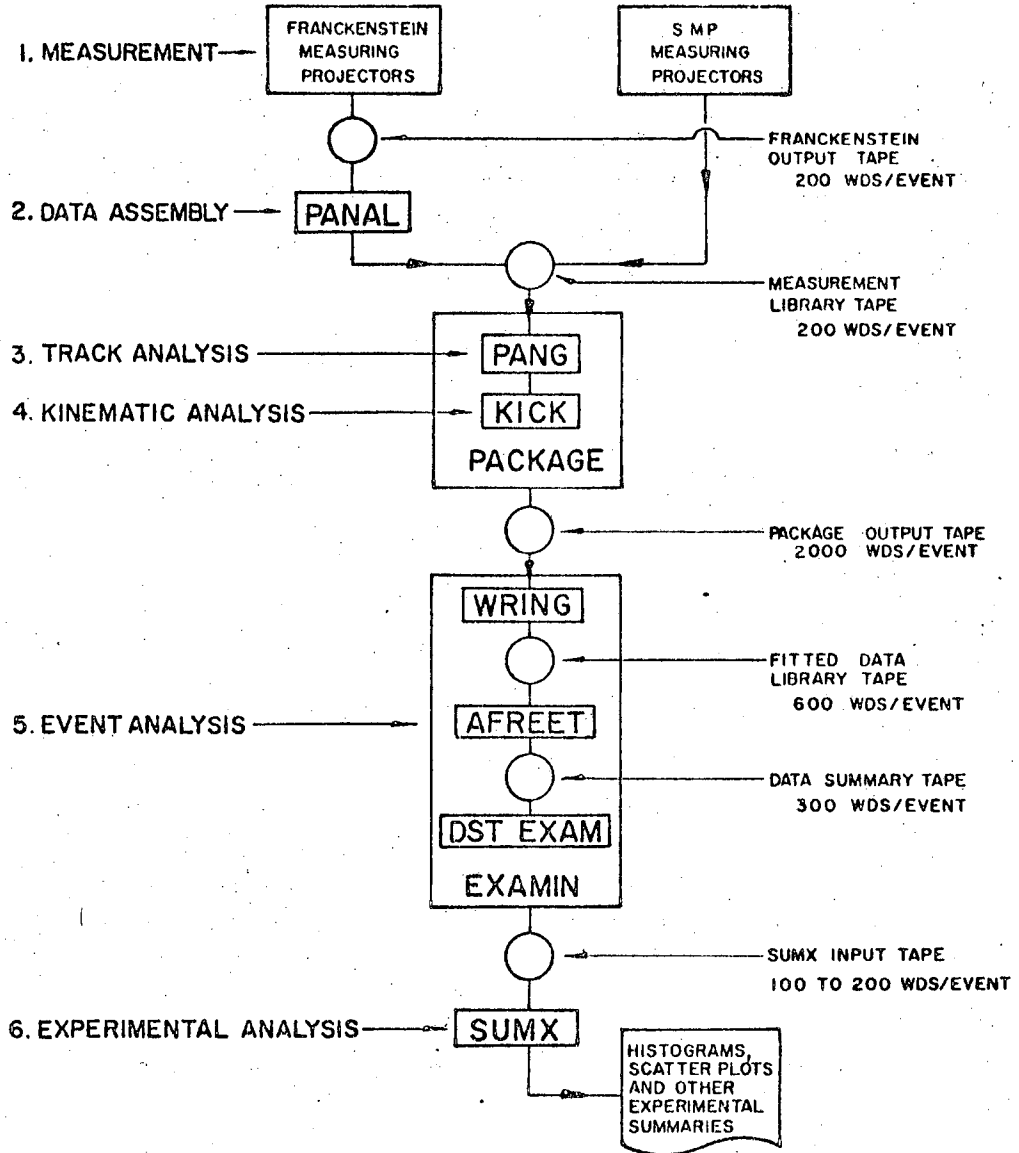 1. MEASUREMENT
FRANCKENSTEIN
MEASURING
PROJECTORS
SMP
MEASURING
PROJECTORS
FRANCKENSTEIN
OUTPUT TAPE
200 WDS/EVENT
2. DATA ASSEMBLY
PANAL
MEASUREMENT
LIBRARY TAPE
200 WDS/EVENT
3. TRACK ANALYSIS
PANG
4. KINEMATIC ANALYSIS
KICK
PACKAGE
PACKAGE OUTPUT TAPE
2000 WDS/EVENT
WRING
FITTED DATA
LIBRARY TAPE
600 WDS/EVENT
5. EVENT ANALYSIS
AFREET
DATA SUMMARY TAPE
300 WDS/EVENT
DST EXAM
EXAMIN
SUMX INPUT TAPE
100 TO 200 WDS/EVENT
6. EXPERIMENTAL ANALYSIS
SUMX
HISTOGRAMS,
SCATTER PLOTS
AND OTHER
EXPERIMENTAL
SUMMARIES